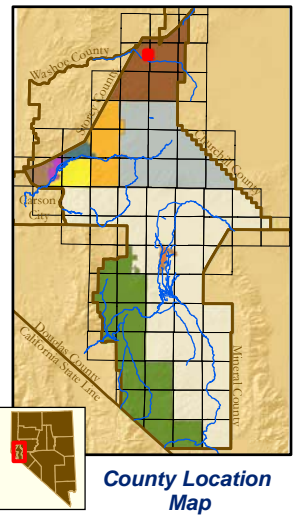 Washoe County
Storey County
Churchill County
Carson
City
Douglas County
California State Line
Mineral County
County Location
Map